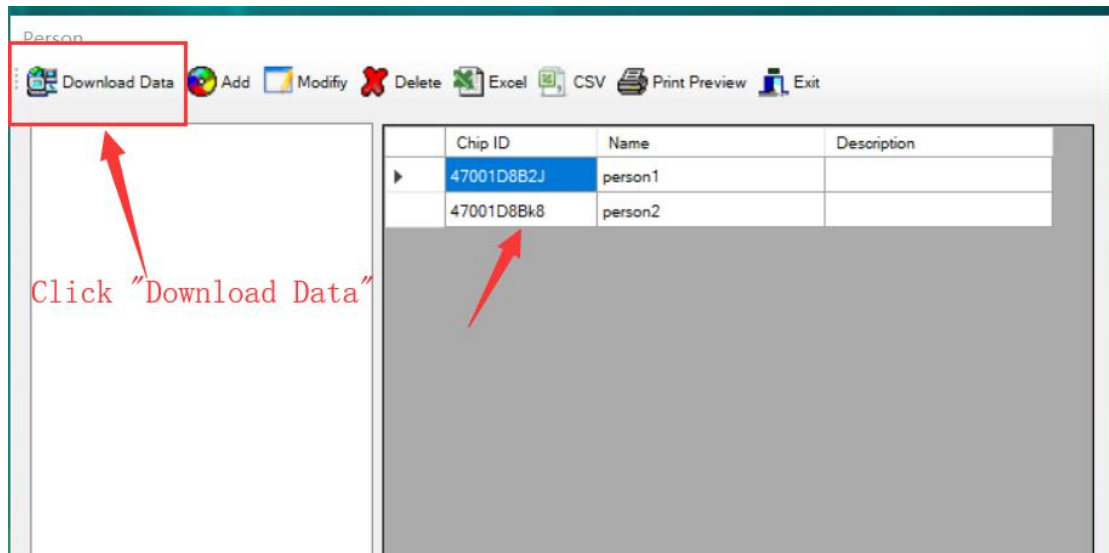 Person
Download Data Add Modifiy Delete Excel CSV Print Preview Exit
Chip ID Name Description
47001D8B2J person1
47001D8Bk8 person2
Click "Download Data"